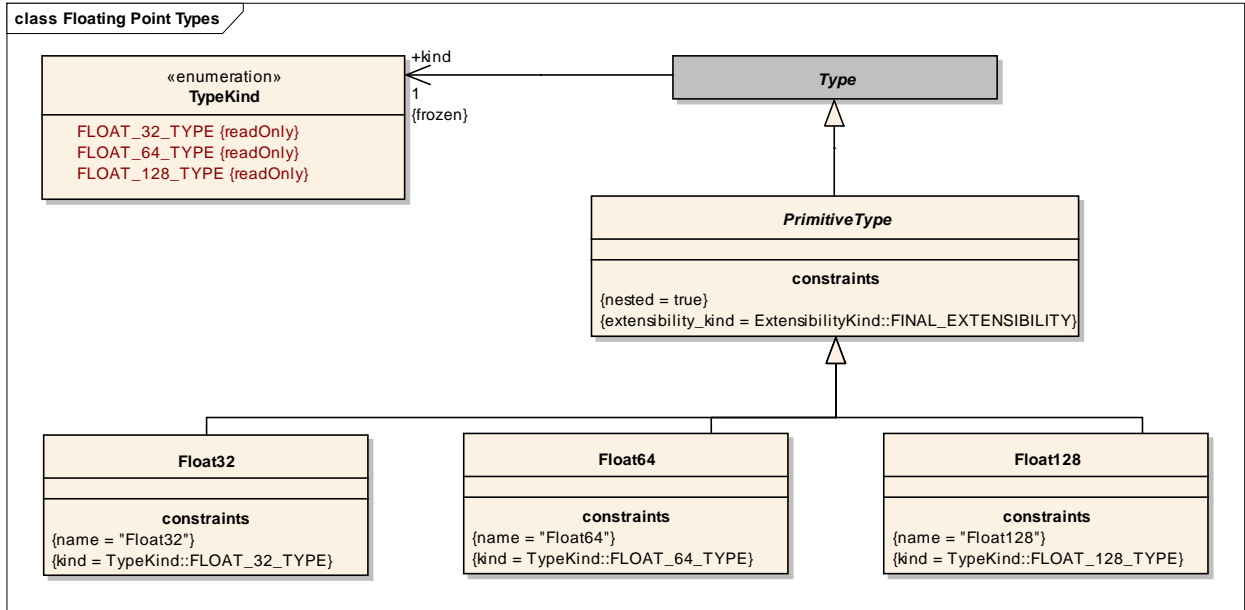 class Floating Point Types
«enumeration»
TypeKind
FLOAT_32_TYPE {readOnly}
FLOAT_64_TYPE {readOnly}
FLOAT_128_TYPE {readOnly}
+kind
1
{frozen}
Type
PrimitiveType
constraints
{nested = true}
{extensibility_kind = ExtensibilityKind::FINAL_EXTENSIBILITY}
Float32
constraints
{name = "Float32"}
{kind = TypeKind::FLOAT_32_TYPE}
Float64
constraints
{name = "Float64"}
{kind = TypeKind::FLOAT_64_TYPE}
Float128
constraints
{name = "Float128"}
{kind = TypeKind::FLOAT_128_TYPE}